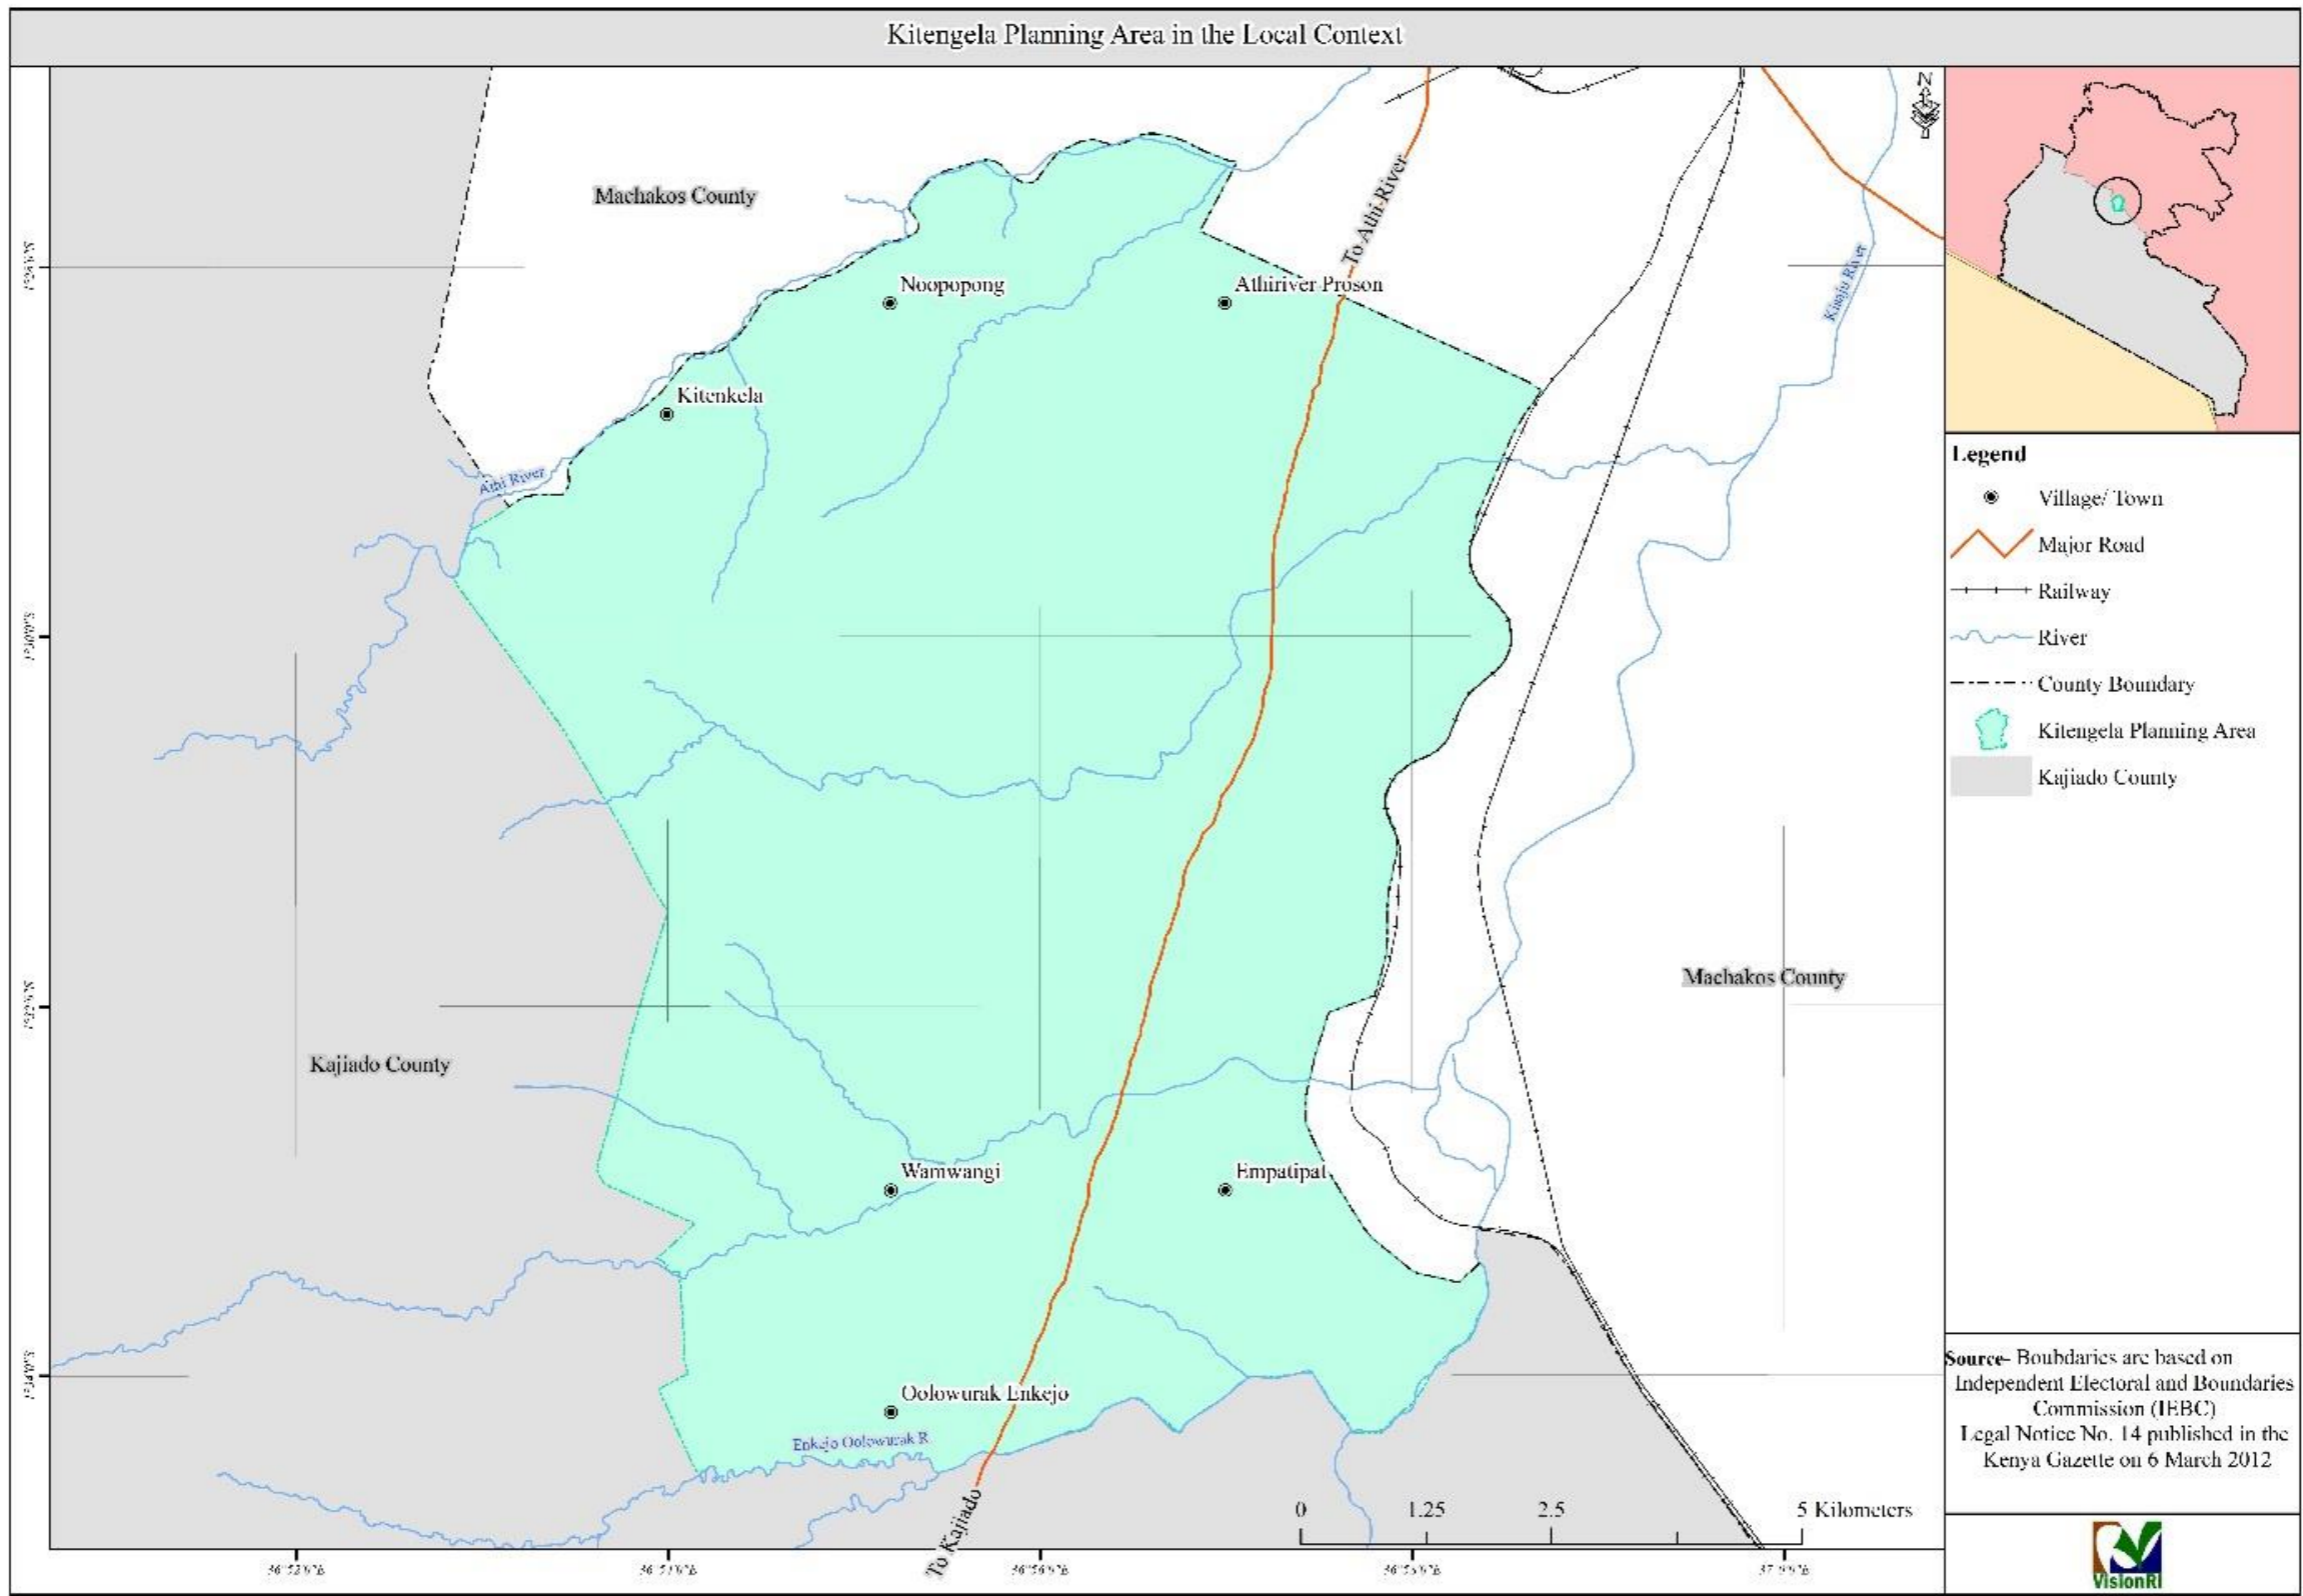 Kitengela Planning Area in the Local Context
N
Machakos County
To Athi-River
Kisaju River
Noopopong
Athiriver Proson
Kitenkela
Athi River
Machakos County
Kajiado County
Wamwangi
Empatipat
Oolowurak Enkejo
Enkejo Oolowurak R.
To Kajiado
0 1.25 2.5 5 Kilometers
Legend
Village/ Town
Major Road
Railway
River
County Boundary
Kitengela Planning Area
Kajiado County
Source- Boubdaries are based on
Independent Electoral and Boundaries
Commission (IEBC)
Legal Notice No. 14 published in the
Kenya Gazette on 6 March 2012
VisionRI